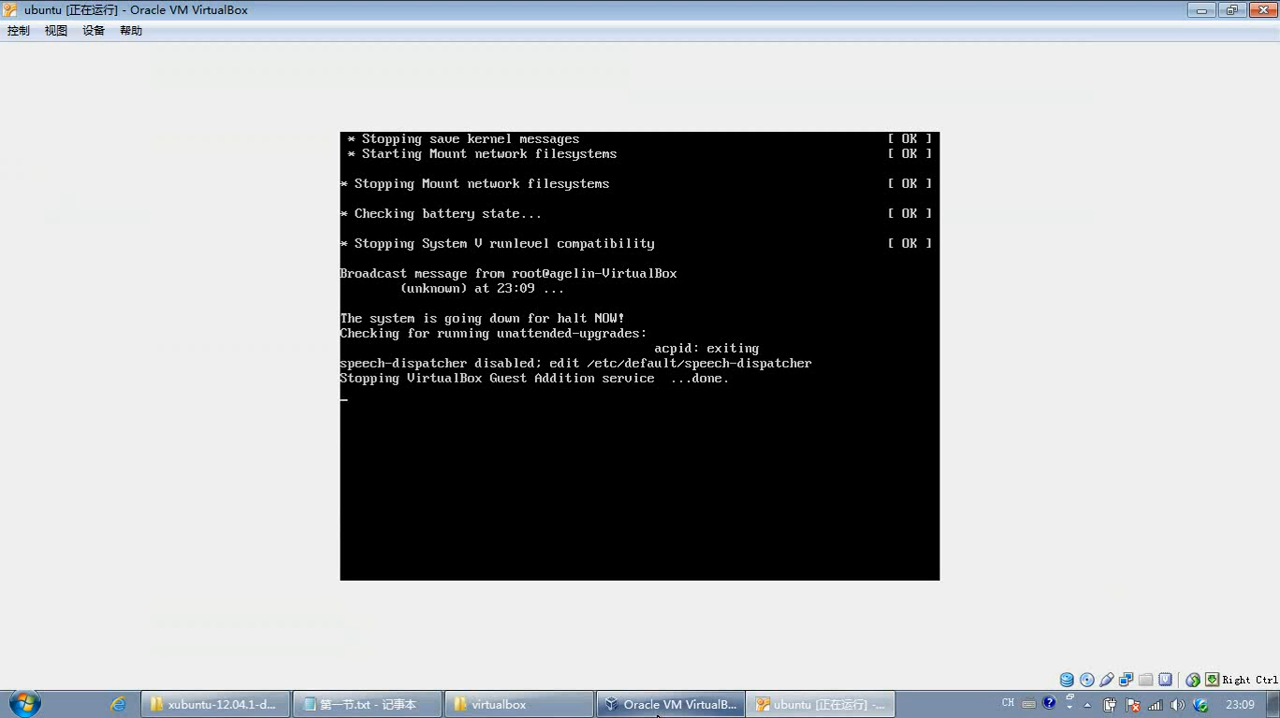 ubuntu [正在运行] - Oracle VM VirtualBox
控制 视图 设备 帮助
* Stopping save kernel messages [ OK ]
* Starting Mount network filesystems [ OK ]
* Stopping Mount network filesystems [ OK ]
* Checking battery state... [ OK ]
* Stopping System V runlevel compatibility [ OK ]
Broadcast message from root@agelin-VirtualBox
(unknown) at 23:09 ...
The system is going down for halt NOW!
Checking for running unattended-upgrades:
acpid: exiting
speech-dispatcher disabled; edit /etc/default/speech-dispatcher
Stopping VirtualBox Guest Addition service ...done.
Right Ctrl
xubuntu-12.04.1-d... 第一节.txt - 记事本 virtualbox Oracle VM VirtualB... ubuntu [正在运行] -... CH 23:09